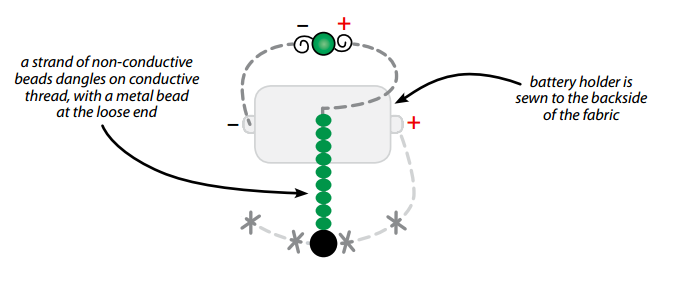 - +
a strand of non-conductive
beads dangles on conductive
thread, with a metal bead
at the loose end
battery holder is
sewn to the backside
of the fabric
- +